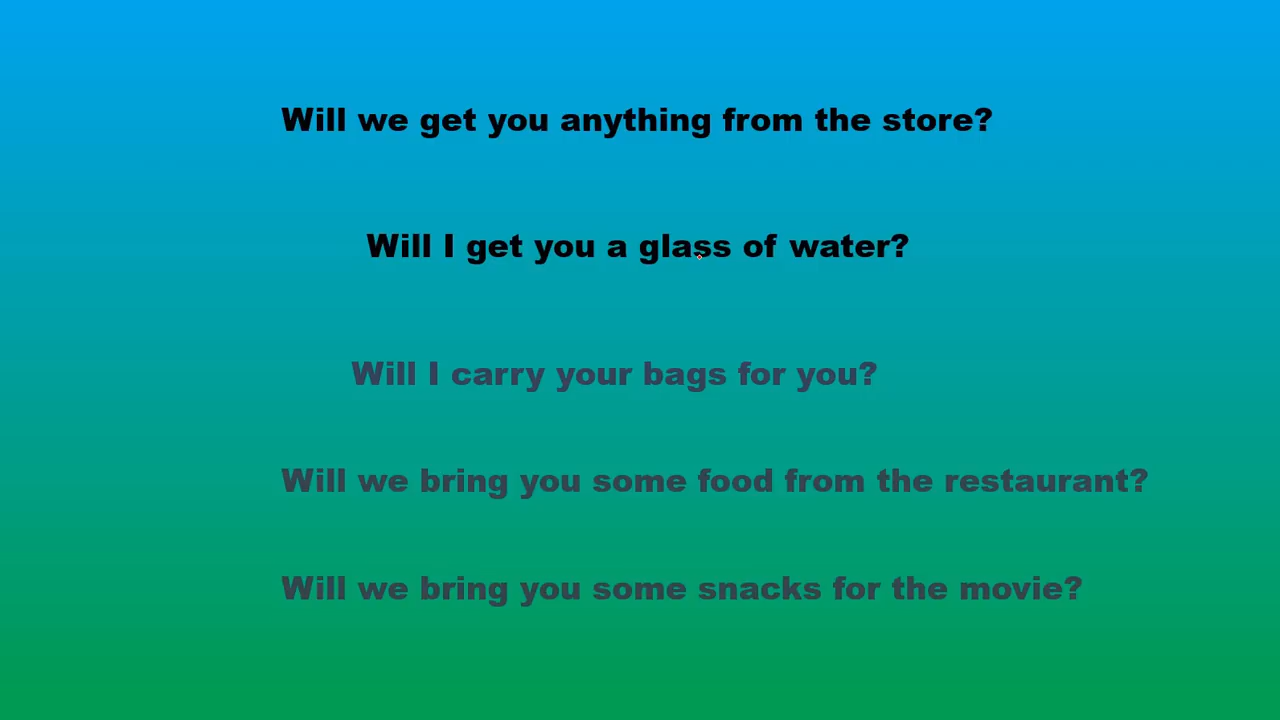 Will we get you anything from the store?
Will I get you a glass of water?
Will I carry your bags for you?
Will we bring you some food from the restaurant?
Will we bring you some snacks for the movie?